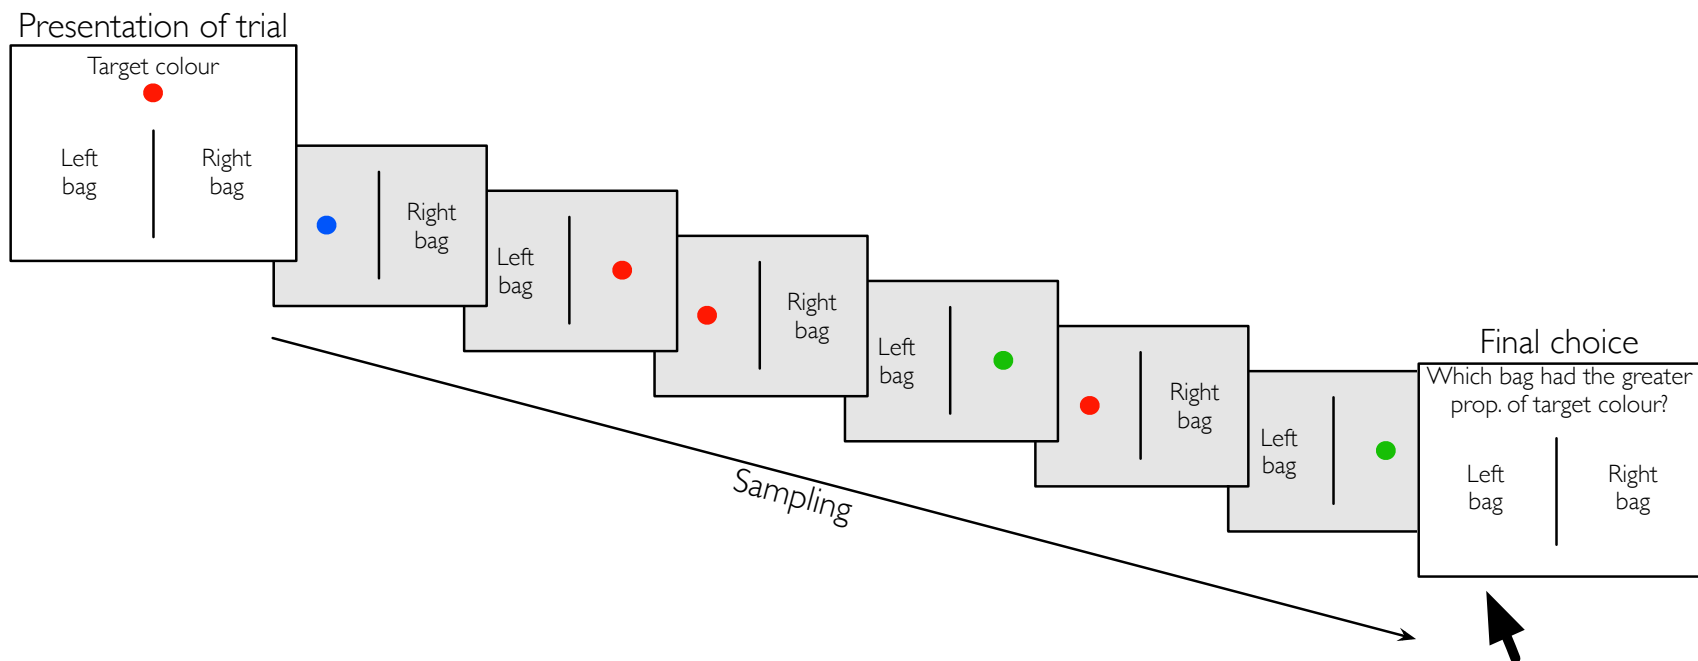 Presentation of trial
Target colour
Left
bag
Right
bag
Right
bag
Left
bag
Right
bag
Left
bag
Right
bag
Left
bag
Sampling
Final choice
Which bag had the greater
prop. of target colour?
Left
bag
Right
bag